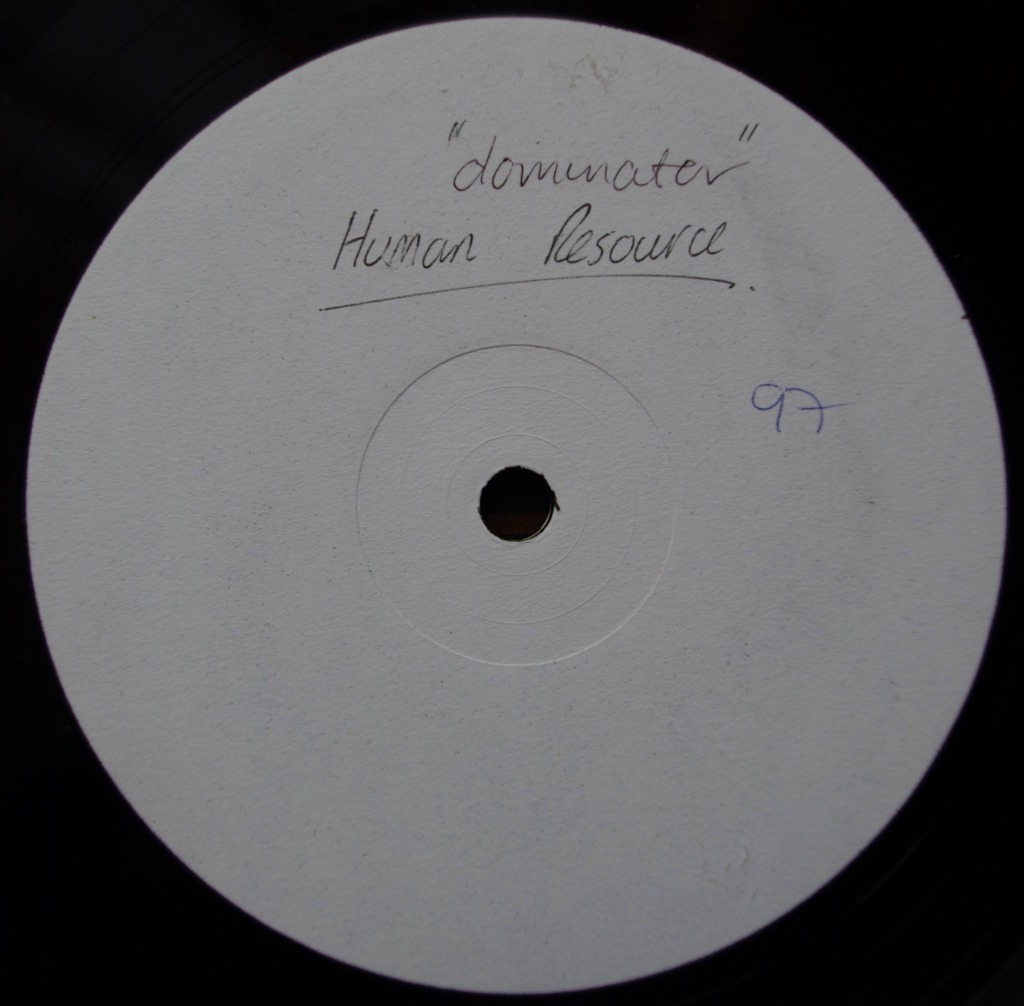 "dominater"
Human Resource
97